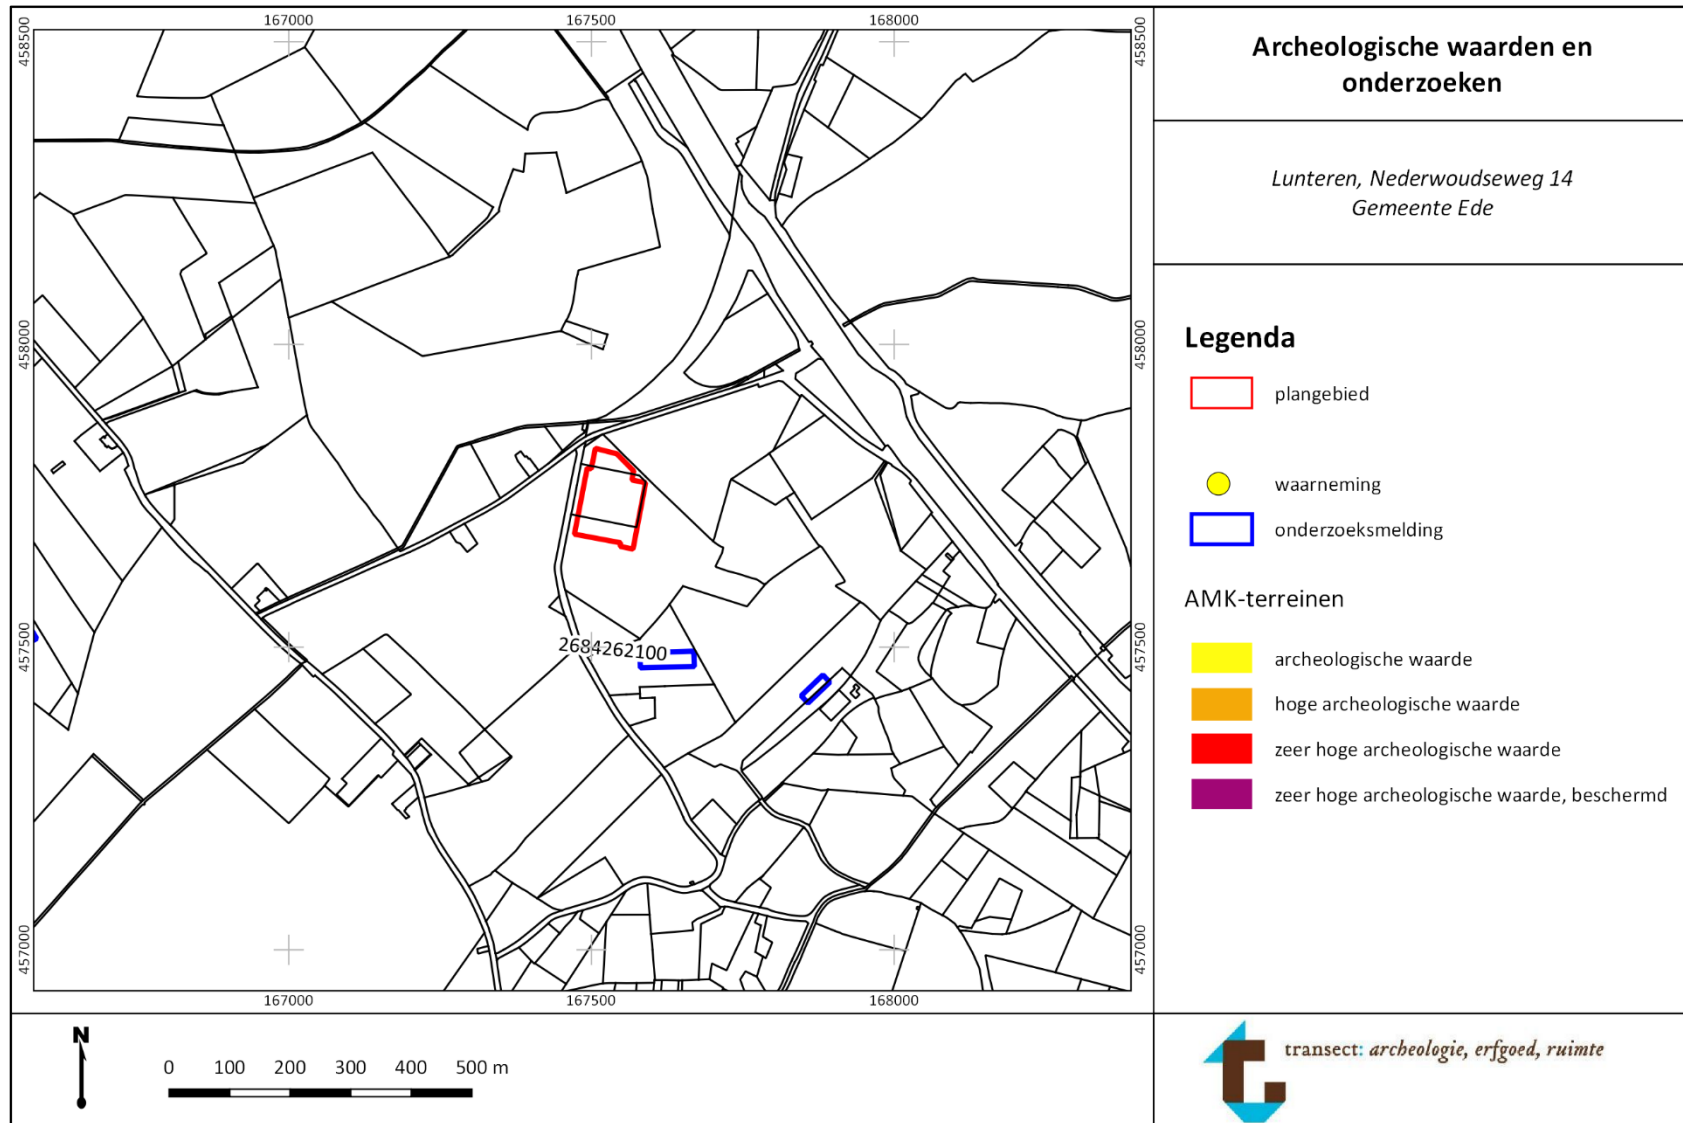 167000 167500 168000
458500 458500
458000 458000
457500 457500
457000 457000
2684262100
167000 167500 168000
N
0 100 200 300 400 500 m
Archeologische waarden en
onderzoeken
Lunteren, Nederwoudseweg 14
Gemeente Ede
Legenda
plangebied
waarneming
onderzoeksmelding
AMK-terreinen
archeologische waarde
hoge archeologische waarde
zeer hoge archeologische waarde
zeer hoge archeologische waarde, beschermd
transect: archeologie, erfgoed, ruimte